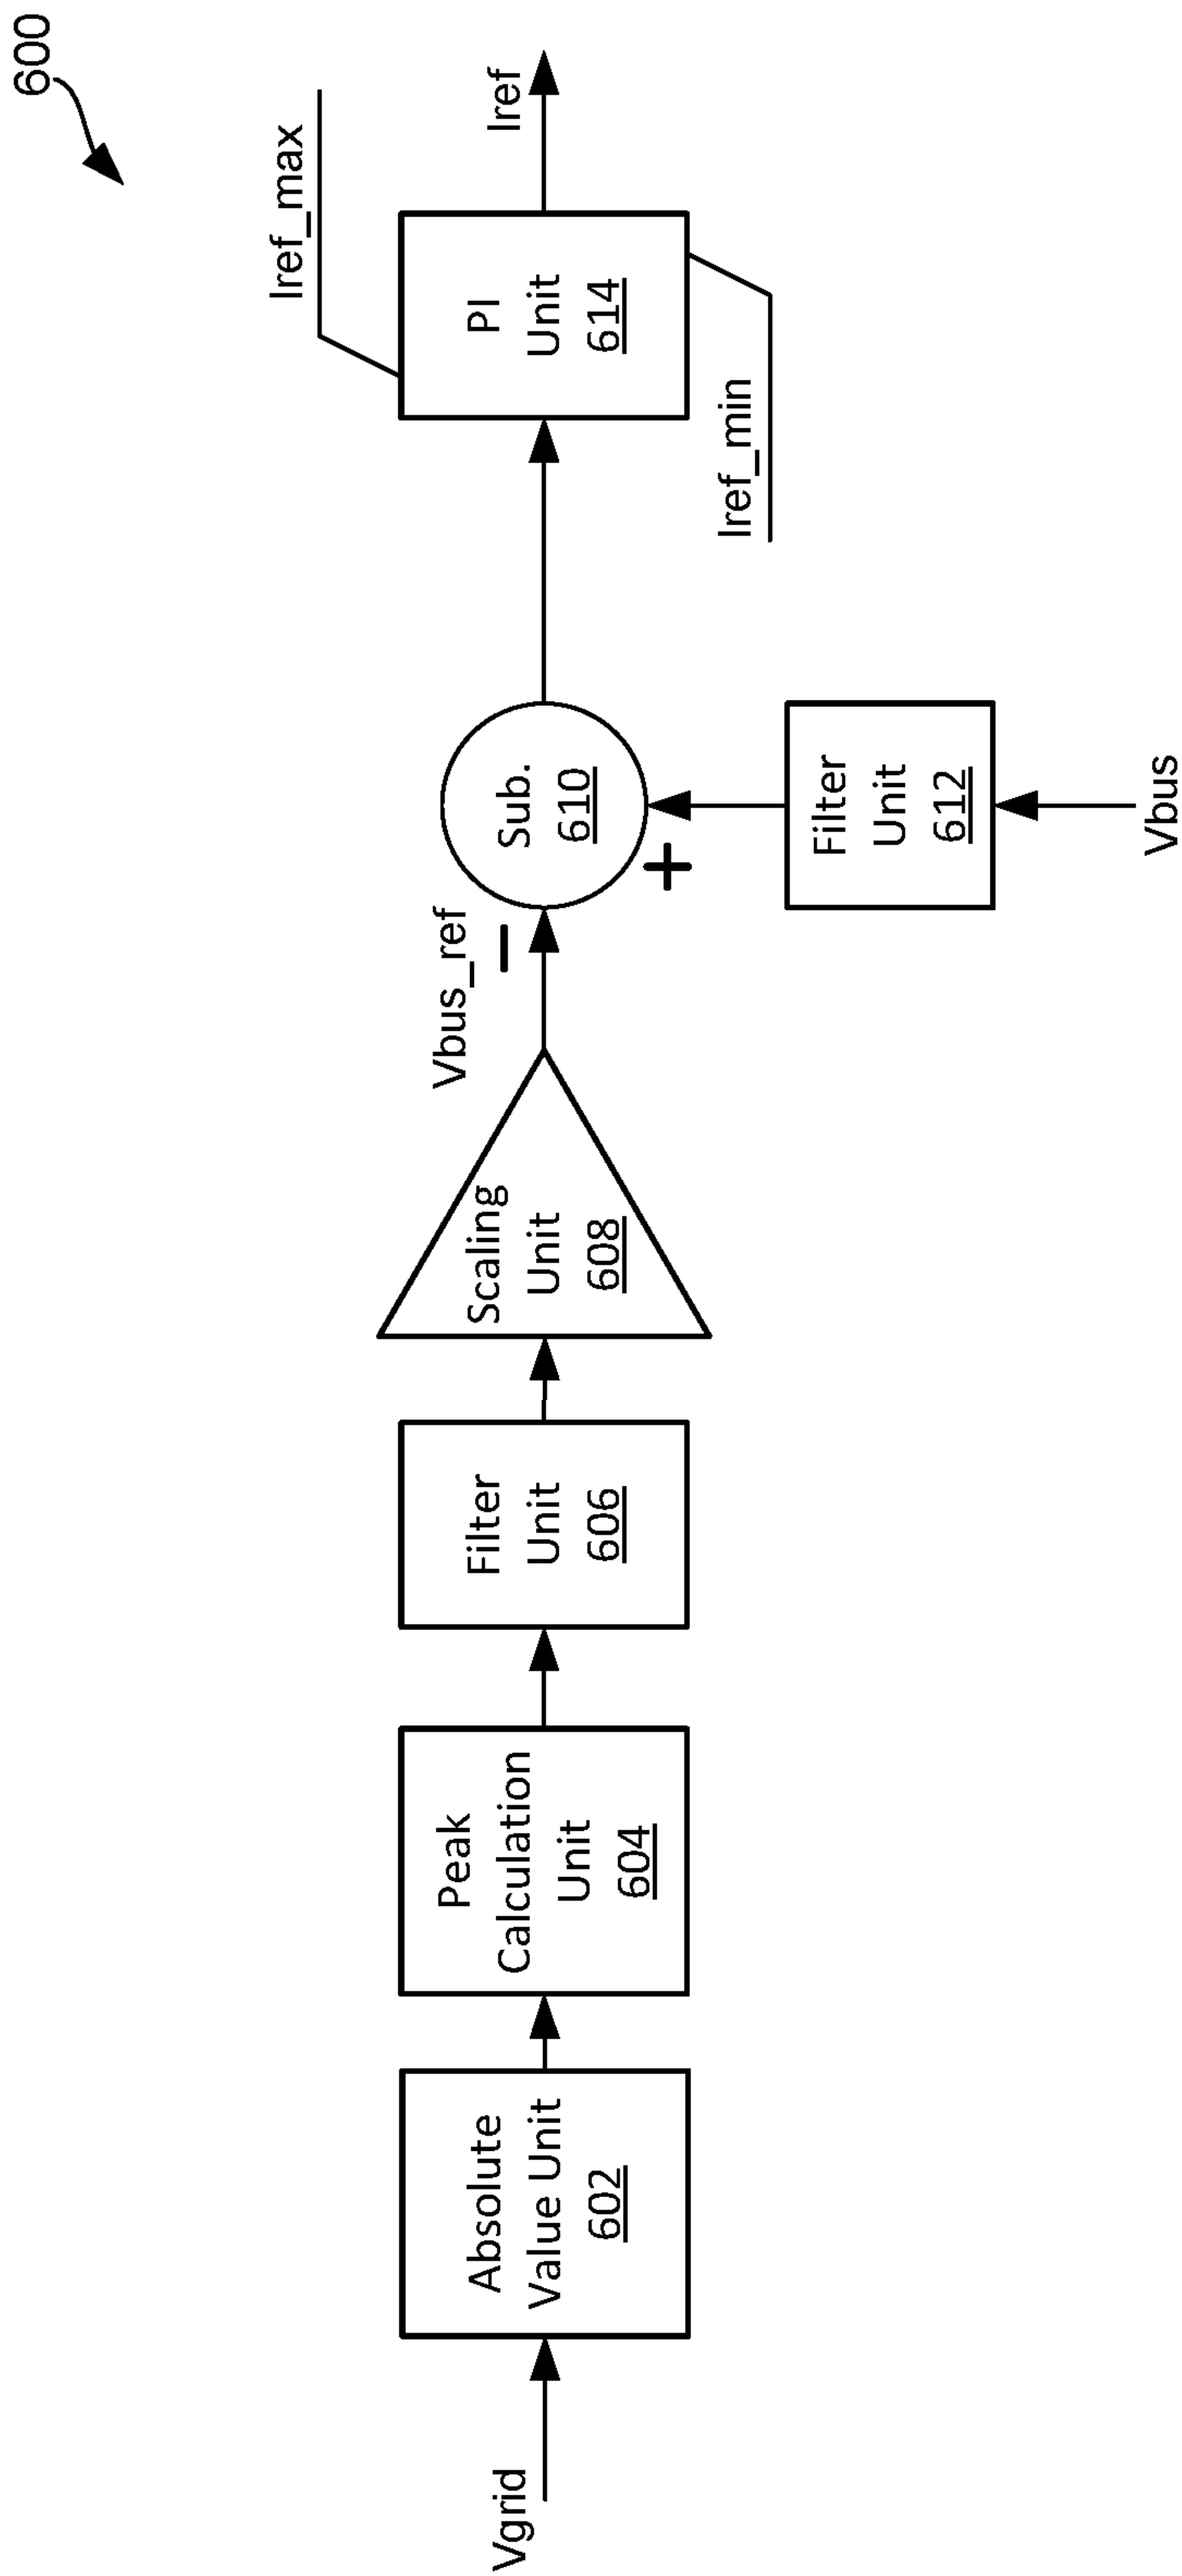 600
Vgrid
Absolute
Value Unit
602
Peak
Calculation
Unit
604
Filter
Unit
606
Scaling
Unit
608
Vbus_ref
−
Sub.
610
+
Filter
Unit
612
Vbus
PI
Unit
614
Iref_max
Iref_min
Iref